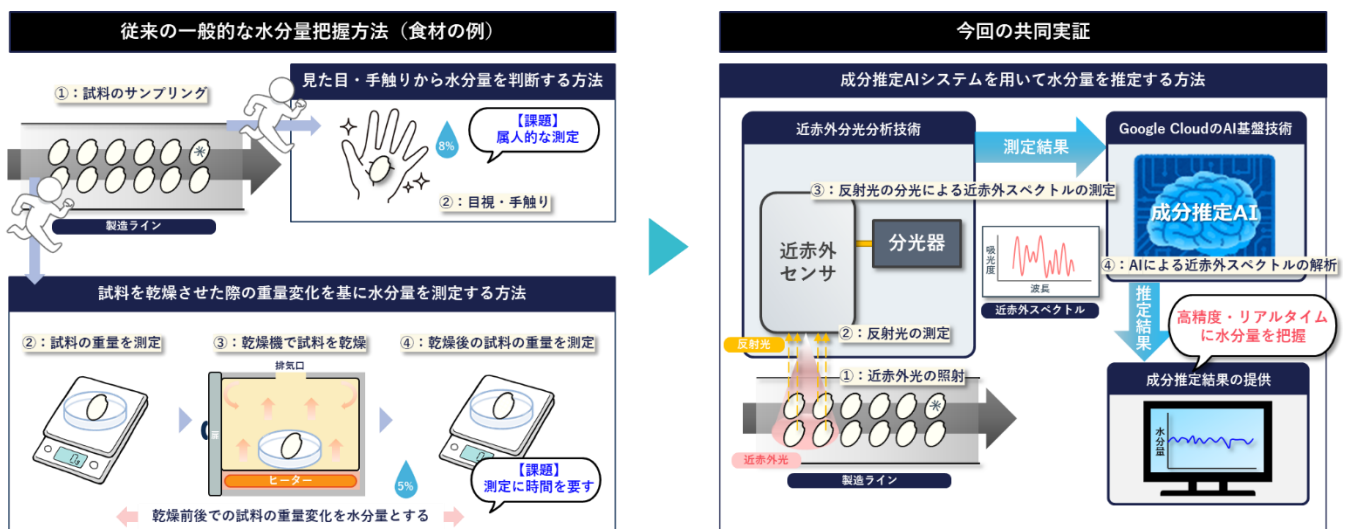 従来の一般的な水分量把握方法（食材の例）
①：試料のサンプリング
製造ライン
見た目・手触りから水分量を判断する方法
8%
【課題】
属人的な測定
②：目視・手触り
試料を乾燥させた際の重量変化を基に水分量を測定する方法
②：試料の重量を測定
③：乾燥機で試料を乾燥
④：乾燥後の試料の重量を測定
排気口
ヒーター
5%
【課題】
測定に時間を要す
乾燥前後での試料の重量変化を水分量とする
今回の共同実証
成分推定AIシステムを用いて水分量を推定する方法
近赤外分光分析技術
測定結果
Google CloudのAI基盤技術
成分推定AI
③：反射光の分光による近赤外スペクトルの測定
近赤外
センサ
分光器
吸光度
波長
近赤外スペクトル
④：AIによる近赤外スペクトルの解析
推定結果
高精度・リアルタイム
に水分量を把握
②：反射光の測定
反射光
①：近赤外光の照射
近赤外光
製造ライン
成分推定結果の提供
水分量